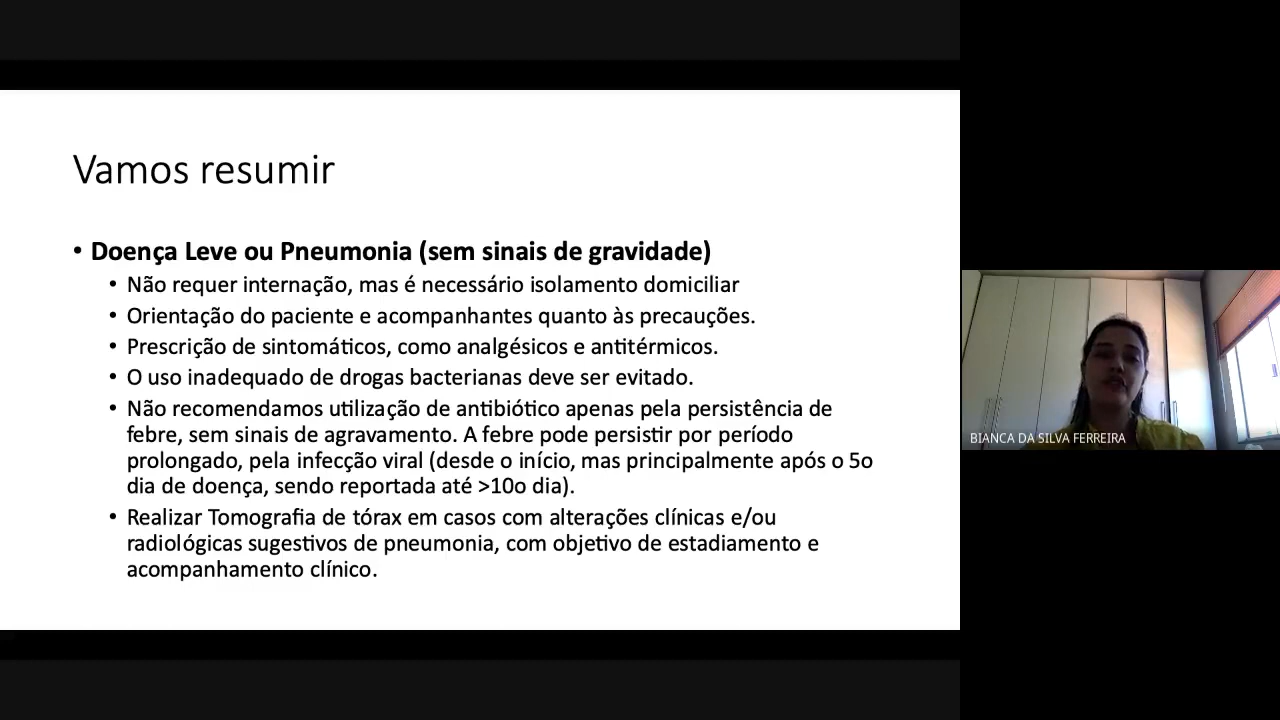 Vamos resumir
• Doença Leve ou Pneumonia (sem sinais de gravidade)
• Não requer internação, mas é necessário isolamento domiciliar
• Orientação do paciente e acompanhantes quanto às precauções.
• Prescrição de sintomáticos, como analgésicos e antitérmicos.
• O uso inadequado de drogas bacterianas deve ser evitado.
• Não recomendamos utilização de antibiótico apenas pela persistência de
febre, sem sinais de agravamento. A febre pode persistir por período
prolongado, pela infecção viral (desde o início, mas principalmente após o 5o
dia de doença, sendo reportada até >10o dia).
• Realizar Tomografia de tórax em casos com alterações clínicas e/ou
radiológicas sugestivos de pneumonia, com objetivo de estadiamento e
acompanhamento clínico.
BIANCA DA SILVA FERREIRA